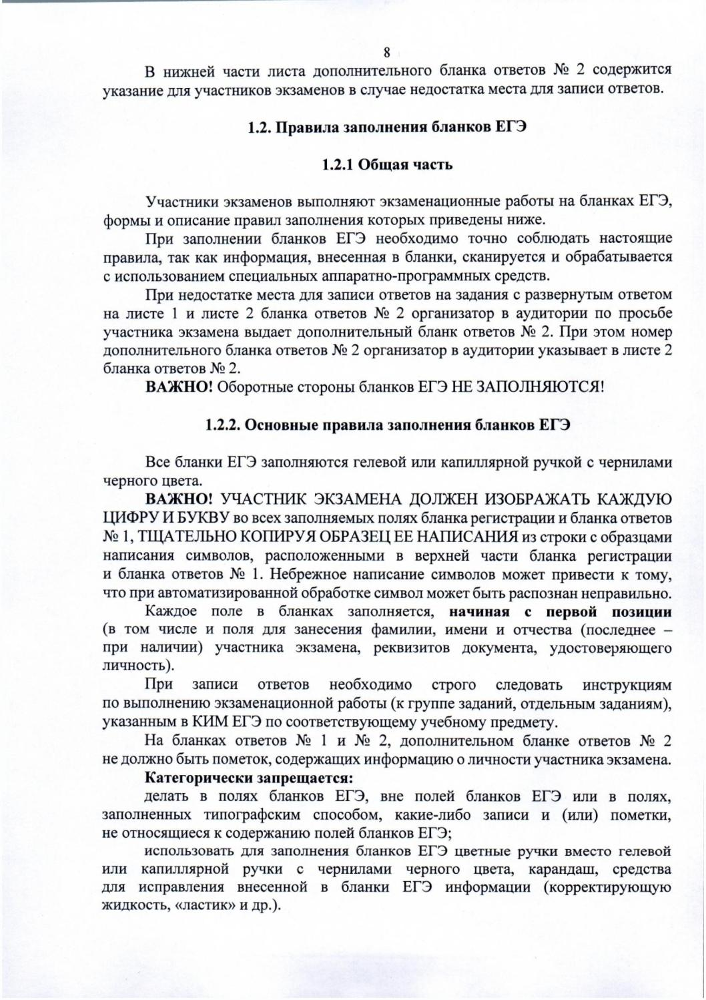 8
В нижней части листа дополнительного бланка ответов № 2 содержится
указание для участников экзаменов в случае недостатка места для записи ответов.
1.2. Правила заполнения бланков ЕГЭ
1.2.1 Общая часть
Участники экзаменов выполняют экзаменационные работы на бланках ЕГЭ,
формы и описание правил заполнения которых приведены ниже.
При заполнении бланков ЕГЭ необходимо точно соблюдать настоящие
правила, так как информация, внесенная в бланки, сканируется и обрабатывается
с использованием специальных аппаратно-программных средств.
При недостатке места для записи ответов на задания с развернутым ответом
на листе 1 и листе 2 бланка ответов № 2 организатор в аудитории по просьбе
участника экзамена выдает дополнительный бланк ответов № 2. При этом номер
дополнительного бланка ответов № 2 организатор в аудитории указывает в листе 2
бланка ответов № 2.
ВАЖНО! Оборотные стороны бланков ЕГЭ НЕ ЗАПОЛНЯЮТСЯ!
1.2.2. Основные правила заполнения бланков ЕГЭ
Все бланки ЕГЭ заполняются гелевой или капиллярной ручкой с чернилами
черного цвета.
ВАЖНО! УЧАСТНИК ЭКЗАМЕНА ДОЛЖЕН ИЗОБРАЖАТЬ КАЖДУЮ
ЦИФРУ И БУКВУ во всех заполняемых полях бланка регистрации и бланка ответов
№ 1, ТЩАТЕЛЬНО КОПИРУЯ ОБРАЗЕЦ ЕЕ НАПИСАНИЯ из строки с образцами
написания символов, расположенными в верхней части бланка регистрации
и бланка ответов № 1. Небрежное написание символов может привести к тому,
что при автоматизированной обработке символ может быть распознан неправильно.
Каждое поле в бланках заполняется, начиная с первой позиции
(в том числе и поля для занесения фамилии, имени и отчества (последнее –
при наличии) участника экзамена, реквизитов документа, удостоверяющего
личность).
При записи ответов необходимо строго следовать инструкциям
по выполнению экзаменационной работы (к группе заданий, отдельным заданиям),
указанным в КИМ ЕГЭ по соответствующему учебному предмету.
На бланках ответов № 1 и № 2, дополнительном бланке ответов № 2
не должно быть пометок, содержащих информацию о личности участника экзамена.
Категорически запрещается:
делать в полях бланков ЕГЭ, вне полей бланков ЕГЭ или в полях,
заполненных типографским способом, какие-либо записи и (или) пометки,
не относящиеся к содержанию полей бланков ЕГЭ;
использовать для заполнения бланков ЕГЭ цветные ручки вместо гелевой
или капиллярной ручки с чернилами черного цвета, карандаш, средства
для исправления внесенной в бланки ЕГЭ информации (корректирующую
жидкость, «ластик» и др.).